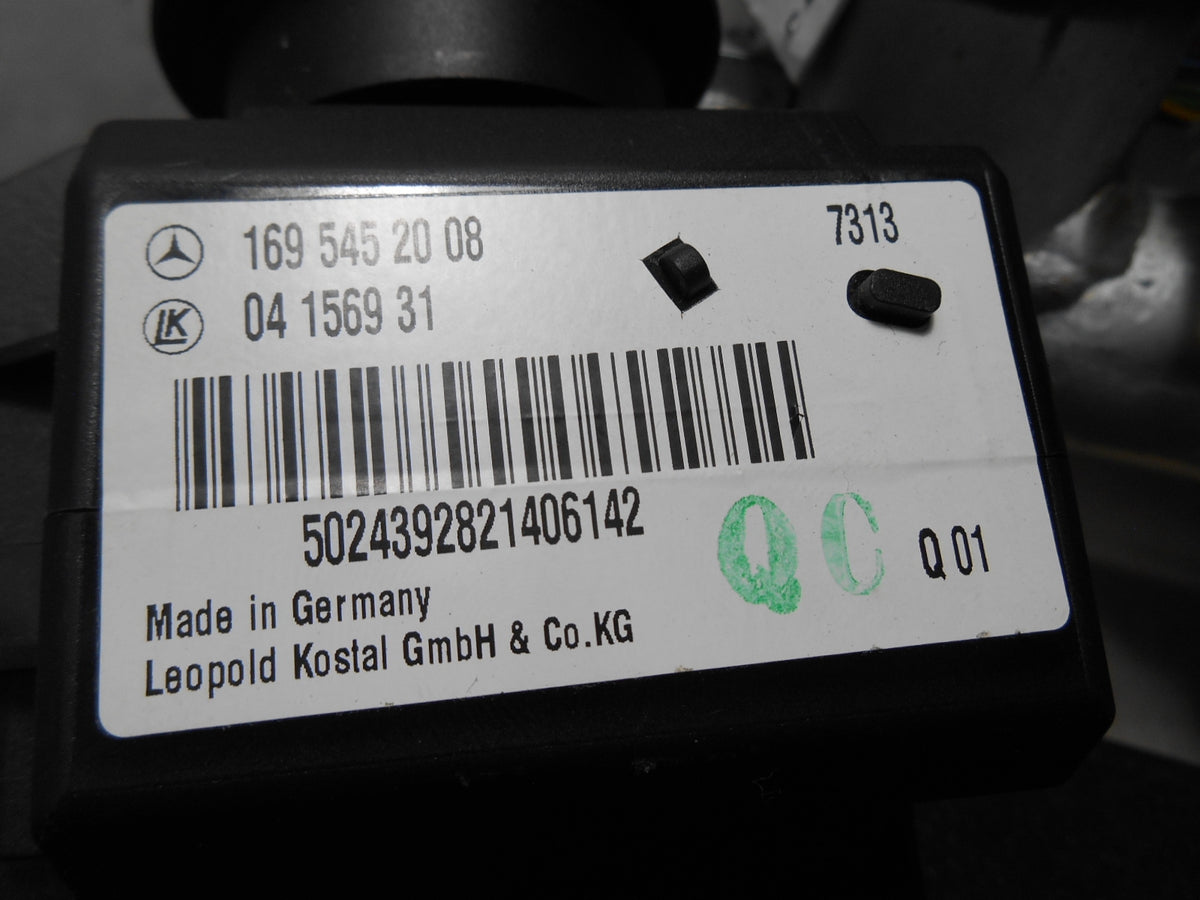 169 545 20 08
7313
LK
04 1569 31
5024392821406142
QC
Q 01
Made in Germany
Leopold Kostal GmbH & Co.KG